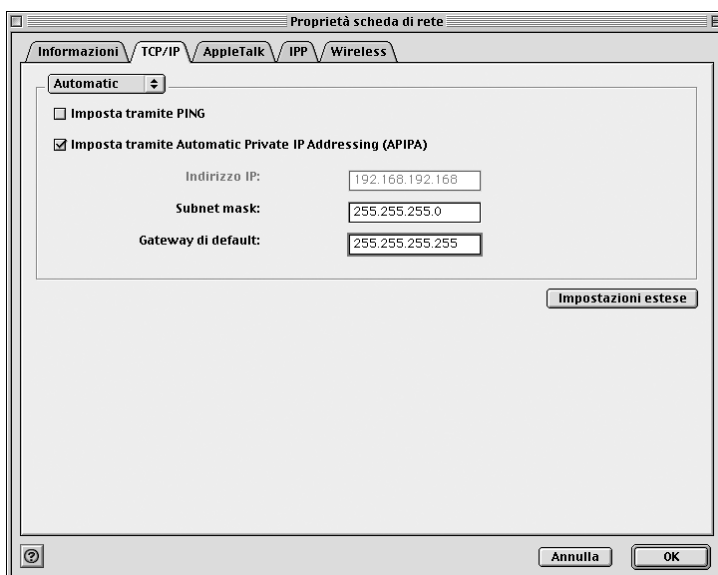 Proprietà scheda di rete
Informazioni TCP/IP AppleTalk IPP Wireless
Automatic
Imposta tramite PING
Imposta tramite Automatic Private IP Addressing (APIPA)
Indirizzo IP: 192.168.192.168
Subnet mask: 255.255.255.0
Gateway di default: 255.255.255.255
Impostazioni estese
? Annulla OK